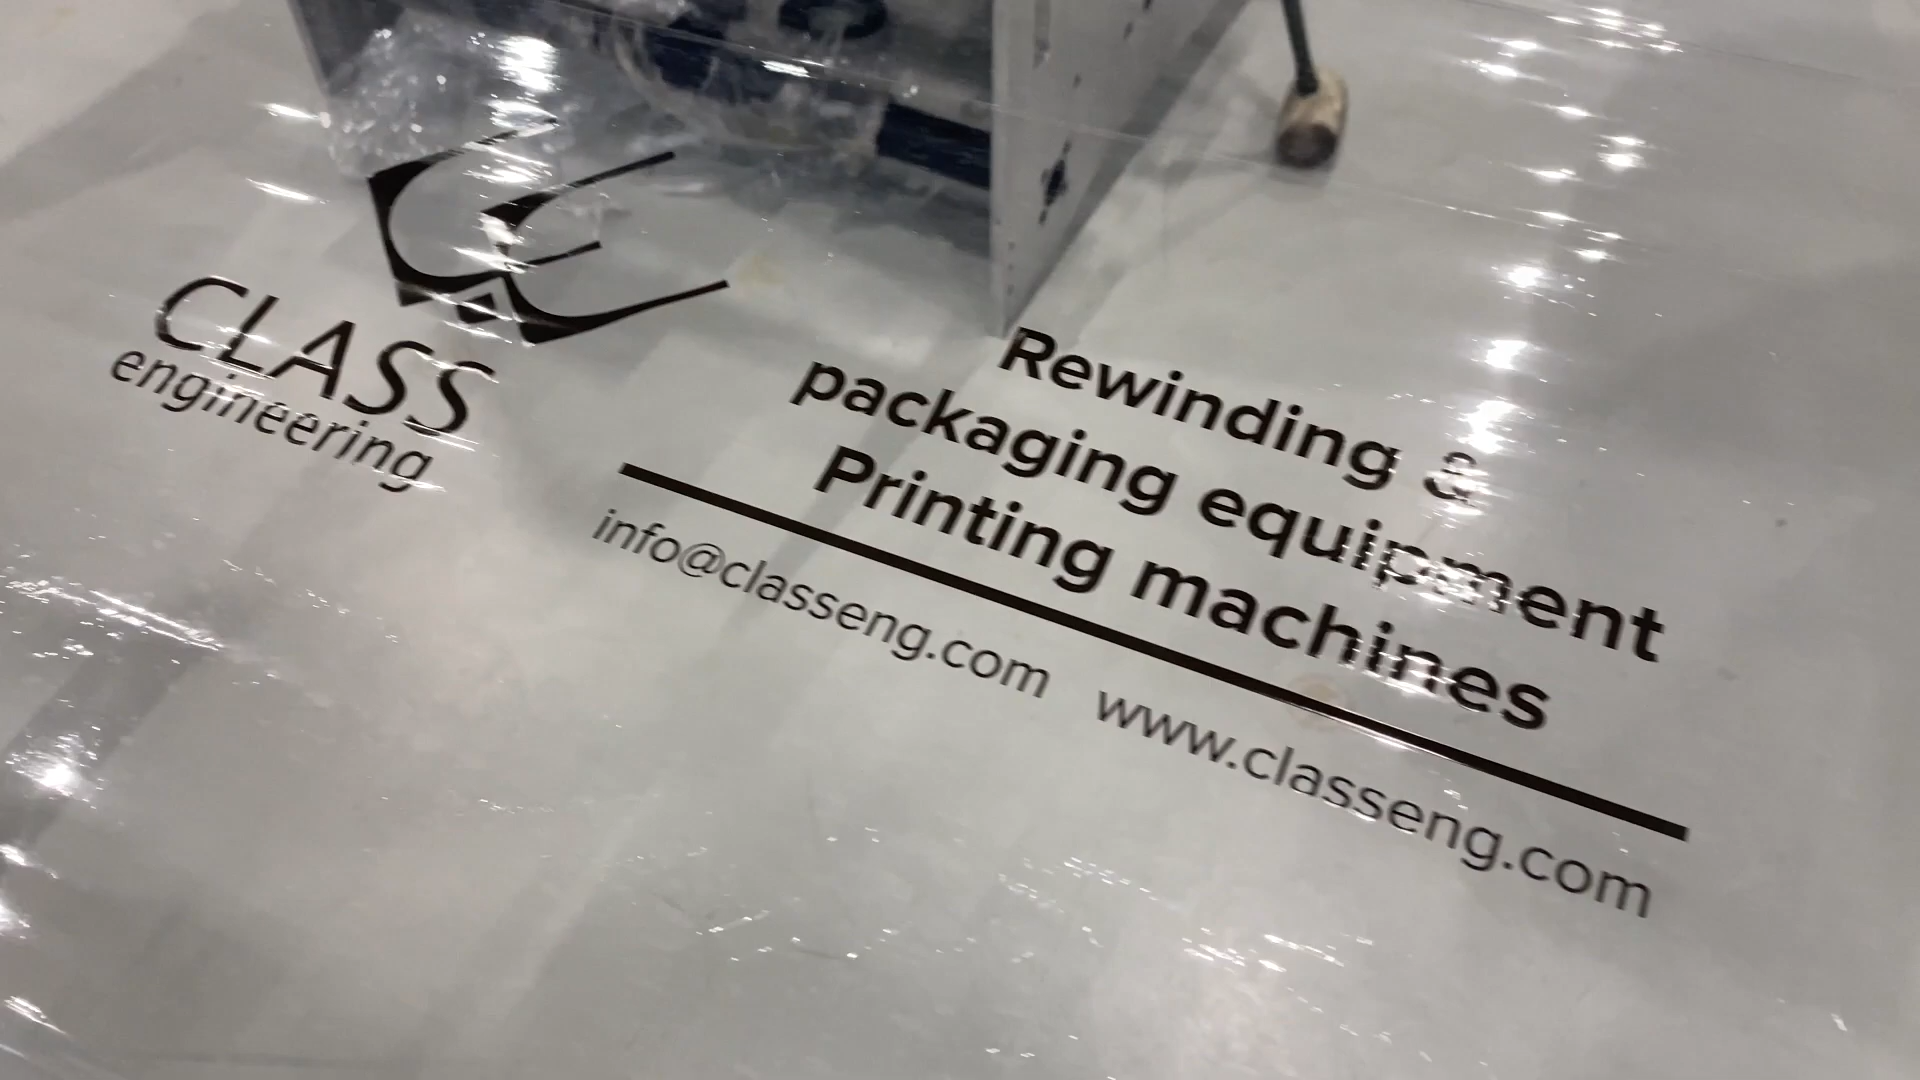 CLASS
engineering
Rewinding &
packaging equipment
Printing machines
info@classeng.com www.classeng.com